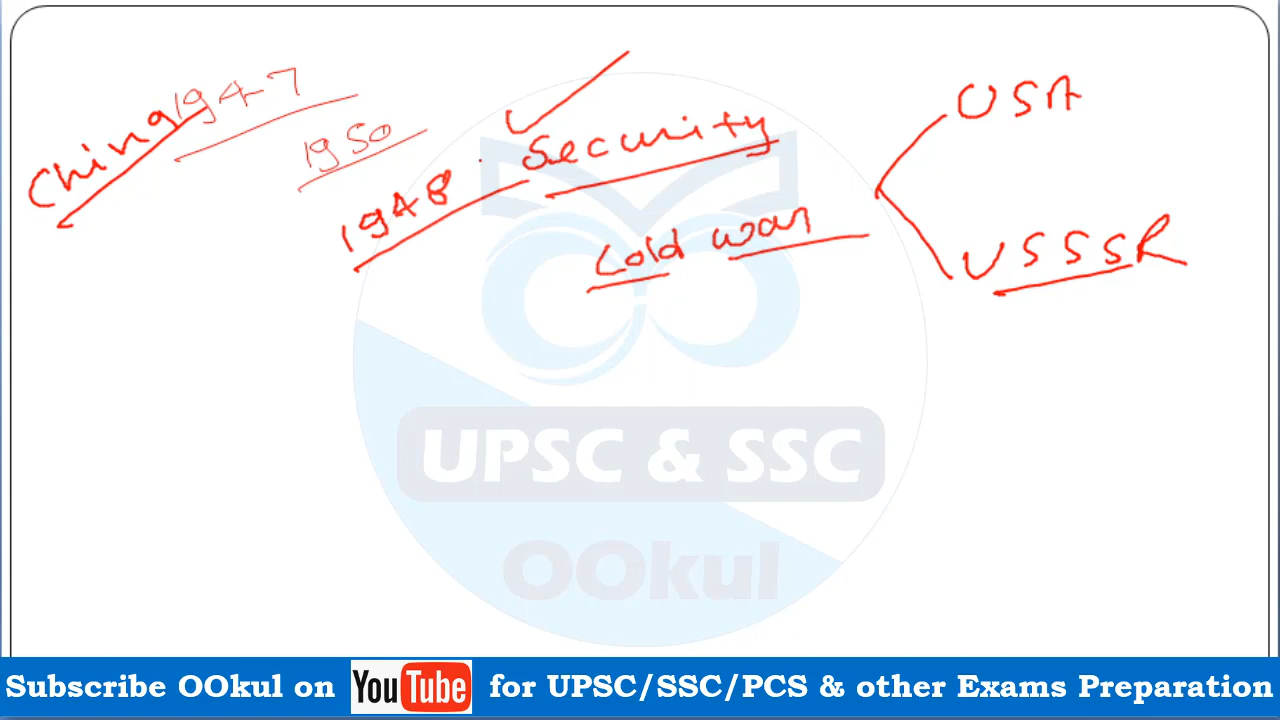 China 1947
1950
1948 Security
Cold war
USA
USSSR
UPSC & SSC
OOkul
Subscribe OOkul on YouTube for UPSC/SSC/PCS & other Exams Preparation